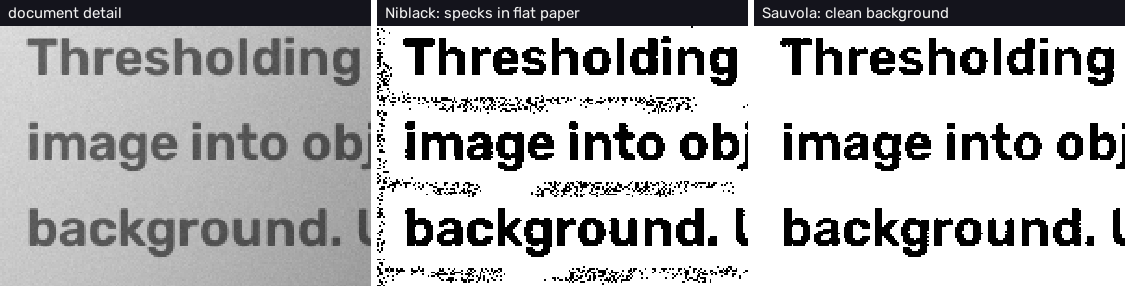 document detail
Niblack: specks in flat paper
Sauvola: clean background
Thresholding
image into obj
background. U
Thresholding
image into obj
background. U
Thresholding
image into obj
background. U